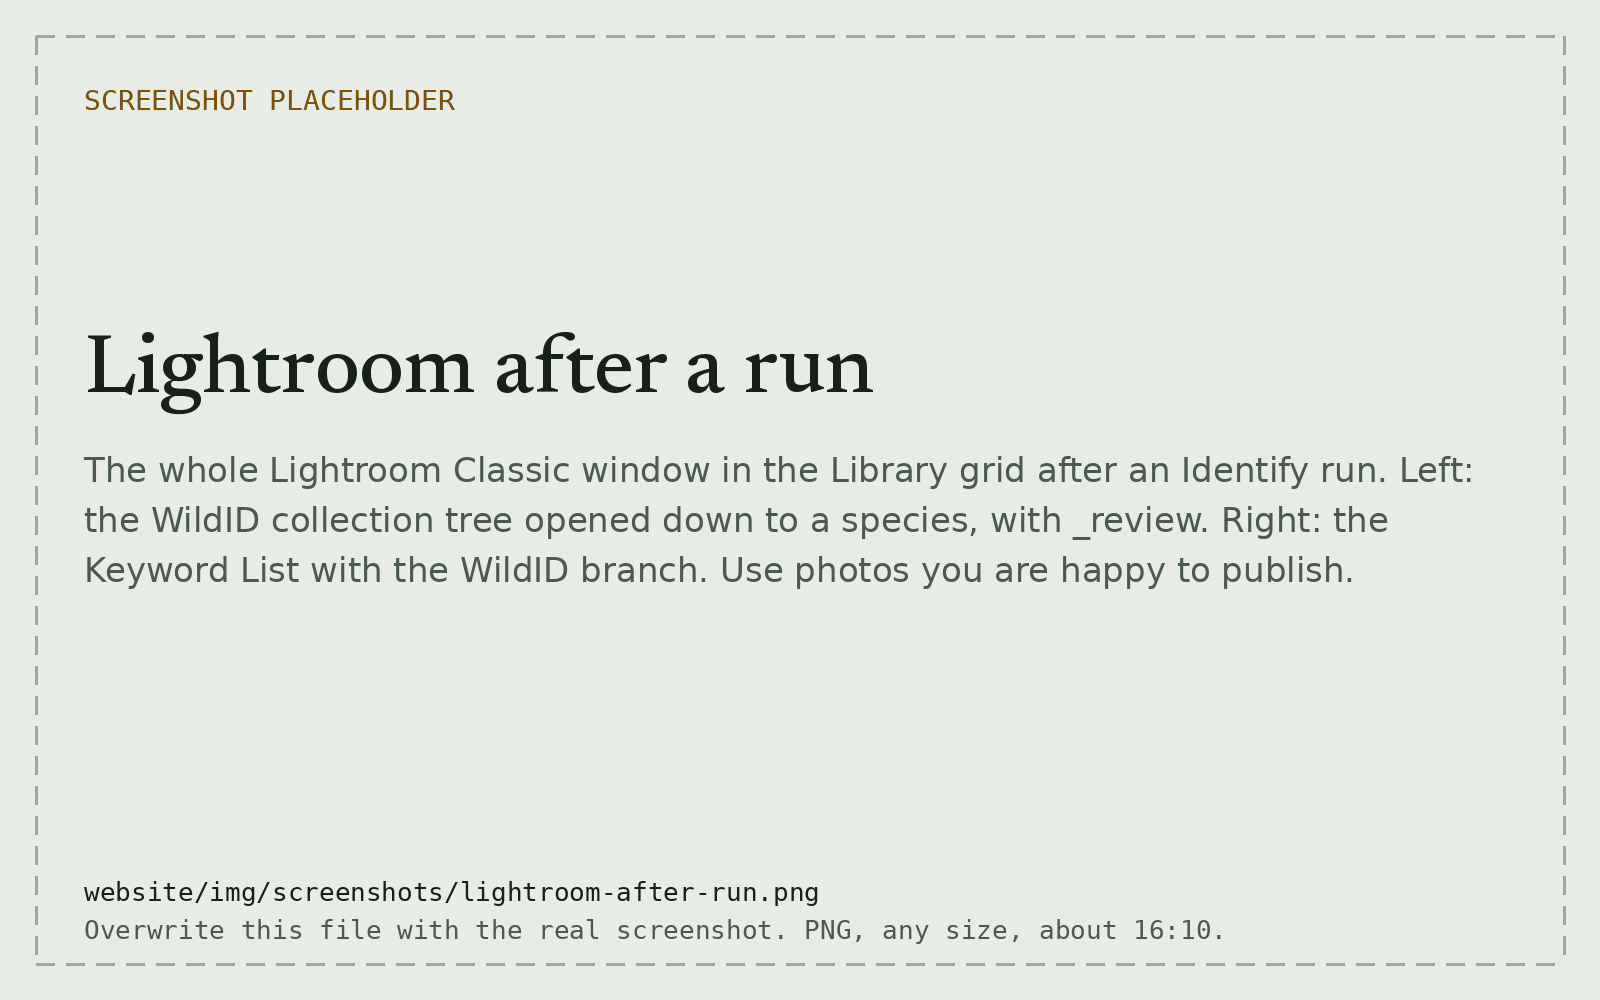 SCREENSHOT PLACEHOLDER
Lightroom after a run
The whole Lightroom Classic window in the Library grid after an Identify run. Left:
the WildID collection tree opened down to a species, with _review. Right: the
Keyword List with the WildID branch. Use photos you are happy to publish.
website/img/screenshots/lightroom-after-run.png
Overwrite this file with the real screenshot. PNG, any size, about 16:10.